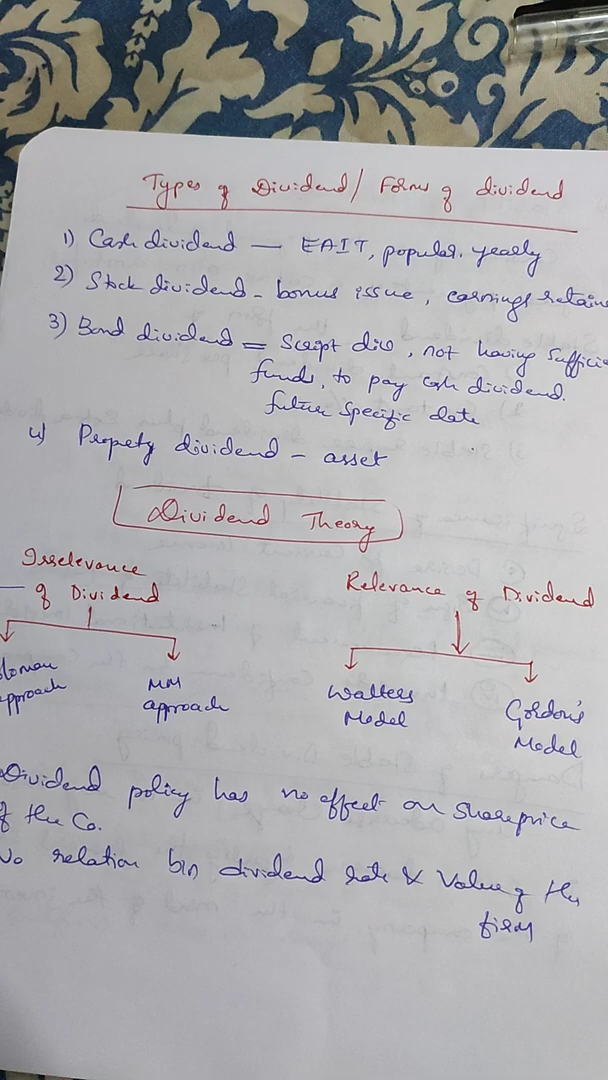 Types of Dividend / Forms of dividend
1) Cash dividend — EAIT, popular. yearly
2) Stock dividend - bonus issue, earnings retain
3) Bond dividend = Script div, not having suffici
funds, to pay cash dividend.
future specific date
4) Property dividend - asset
Dividend Theory
Irrelevance
of Dividend
Relevance of Dividend
approach
MM
approach
Walters
Model
Gordon's
Model
Dividend policy has no effect on share price
of the Co.
No relation b/n dividend rate & Value of the
firm